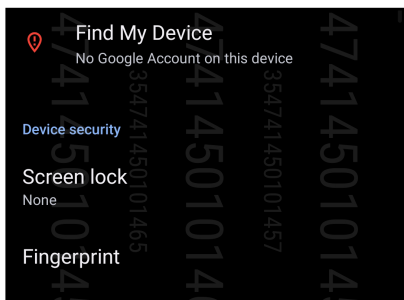 Find My Device
No Google Account on this device
Device security
Screen lock
None
Fingerprint
354741450101465
354741450101457